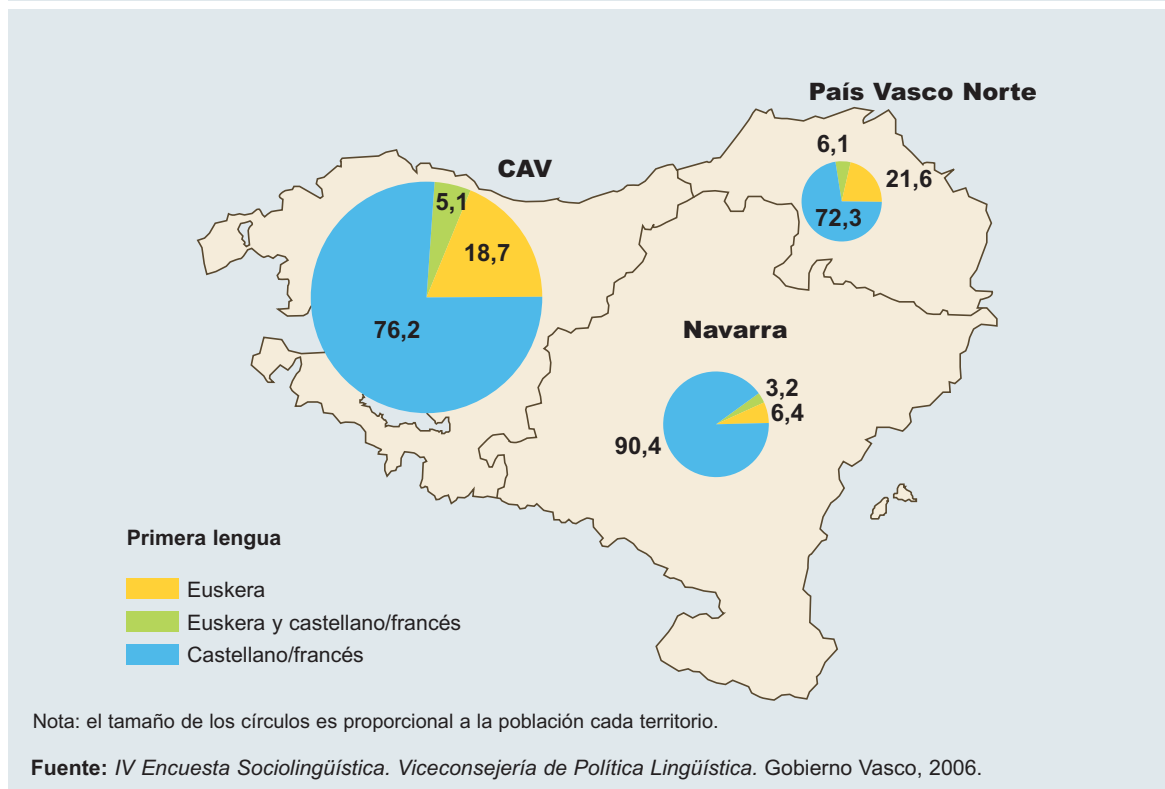 País Vasco Norte
6,1
21,6
72,3
CAV
5,1
18,7
76,2
Navarra
3,2
6,4
90,4
Primera lengua
Euskera
Euskera y castellano/francés
Castellano/francés
Nota: el tamaño de los círculos es proporcional a la población cada territorio.
Fuente: IV Encuesta Sociolingüística. Viceconsejería de Política Lingüística. Gobierno Vasco, 2006.